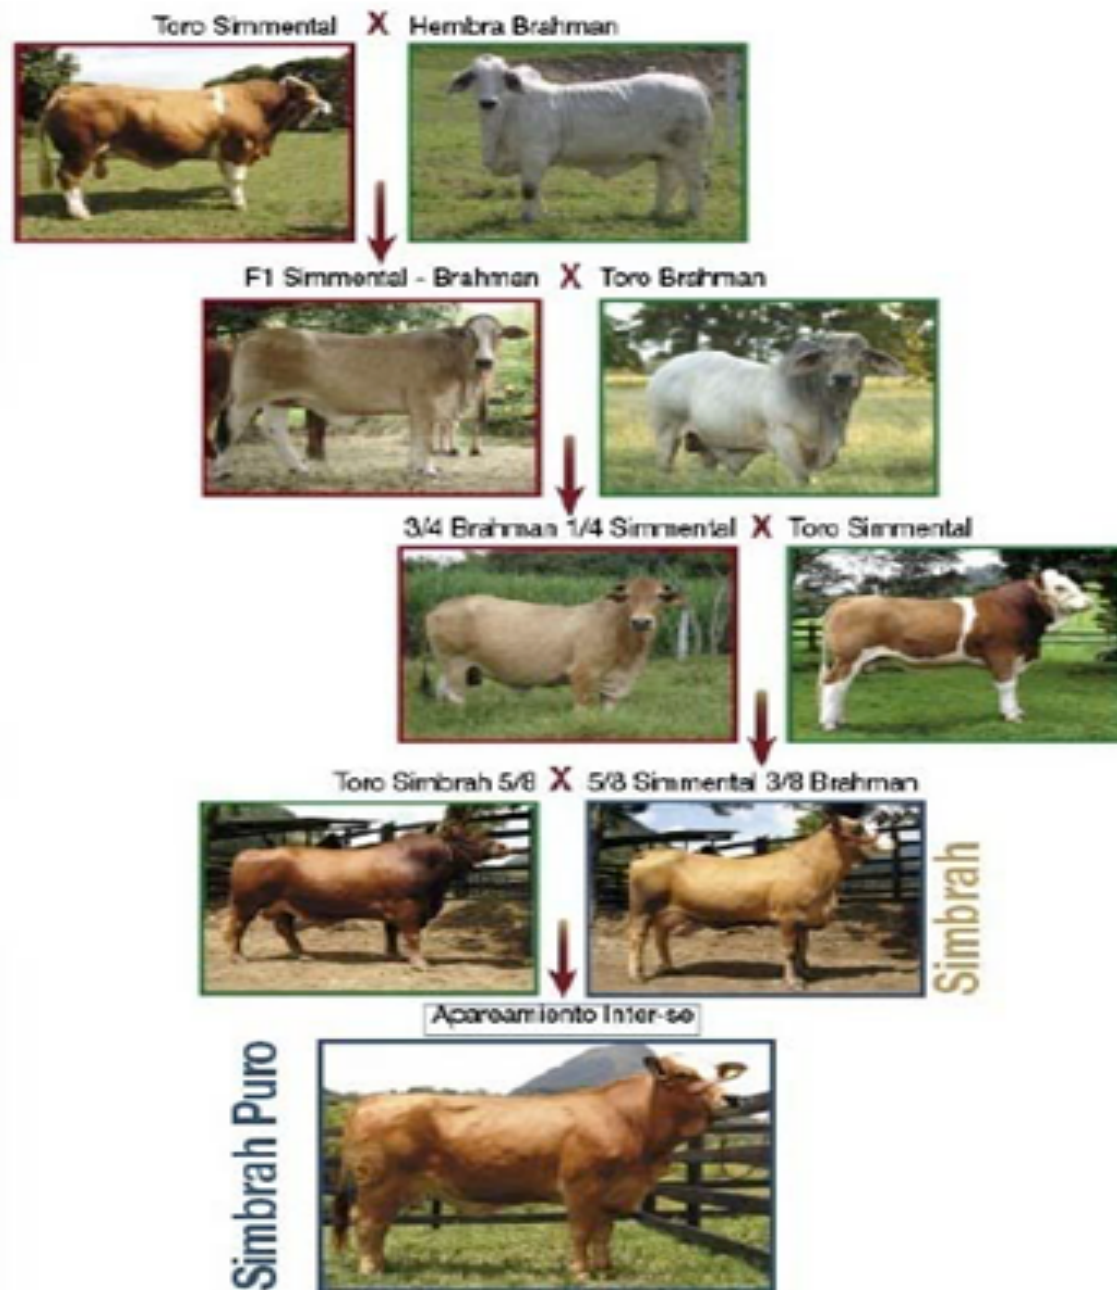 Toro Simmental X Hembra Brahman
F1 Simmental - Brahman X Toro Brahman
3/4 Brahman 1/4 Simmental X Toro Simmental
Toro Simbrah 5/8 X 5/8 Simmental 3/8 Brahman
Simbrah
Apareamiento Inter-se
Simbrah Puro